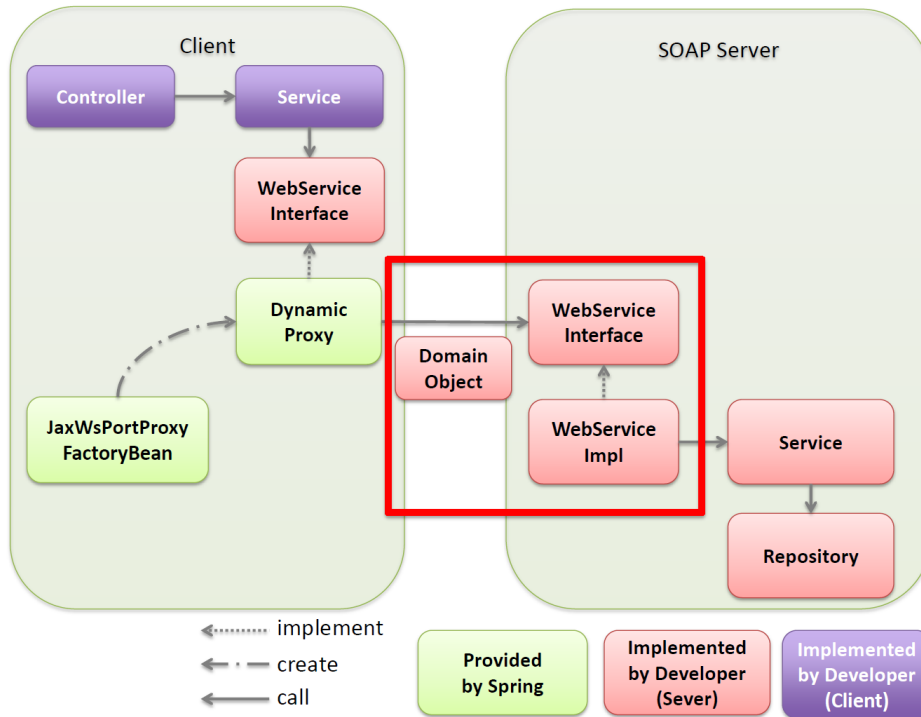 Client
SOAP Server
Controller
Service
WebService
Interface
Dynamic
Proxy
WebService
Interface
Domain
Object
JaxWsPortProxy
FactoryBean
WebService
Impl
Service
Repository
implement
create
call
Provided
by Spring
Implemented
by Developer
(Sever)
Implemented
by Developer
(Client)